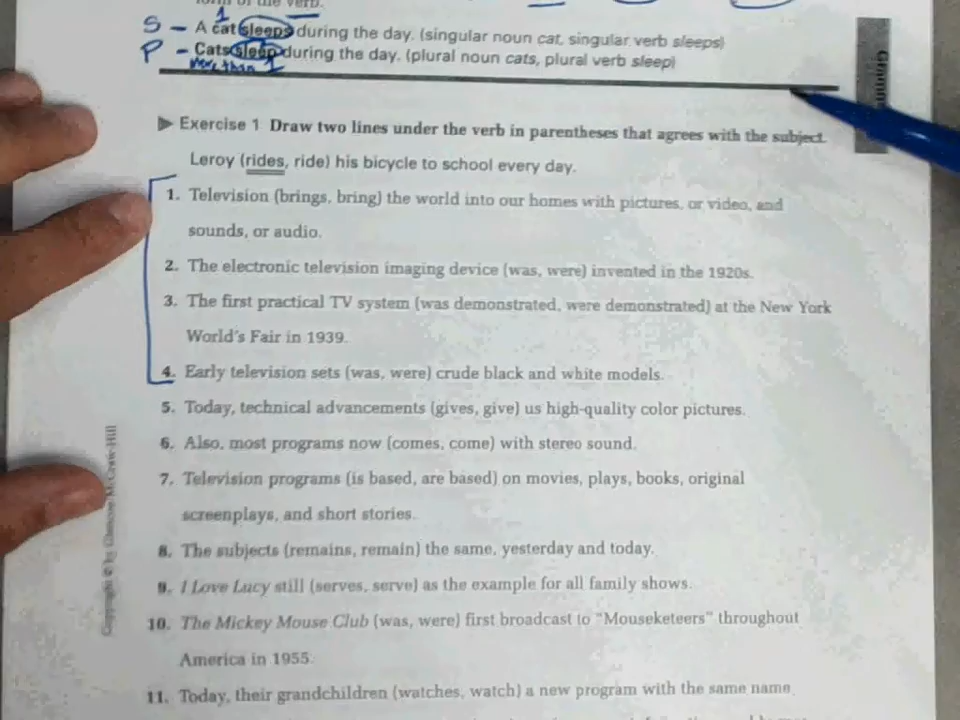 form of the verb.
1
S – A cat sleeps during the day. (singular noun cat, singular verb sleeps)
P – Cats sleep during the day. (plural noun cats, plural verb sleep)
more than 1
Gramm
▶ Exercise 1 Draw two lines under the verb in parentheses that agrees with the subject.
Leroy (rides, ride) his bicycle to school every day.
1. Television (brings, bring) the world into our homes with pictures, or video, and
sounds, or audio.
2. The electronic television imaging device (was, were) invented in the 1920s.
3. The first practical TV system (was demonstrated, were demonstrated) at the New York
World's Fair in 1939.
4. Early television sets (was, were) crude black and white models.
5. Today, technical advancements (gives, give) us high-quality color pictures.
6. Also, most programs now (comes, come) with stereo sound.
7. Television programs (is based, are based) on movies, plays, books, original
screenplays, and short stories.
8. The subjects (remains, remain) the same, yesterday and today.
9. I Love Lucy still (serves, serve) as the example for all family shows.
10. The Mickey Mouse Club (was, were) first broadcast to "Mouseketeers" throughout
America in 1955.
11. Today, their grandchildren (watches, watch) a new program with the same name.
Copyright © by Glencoe/McGraw-Hill